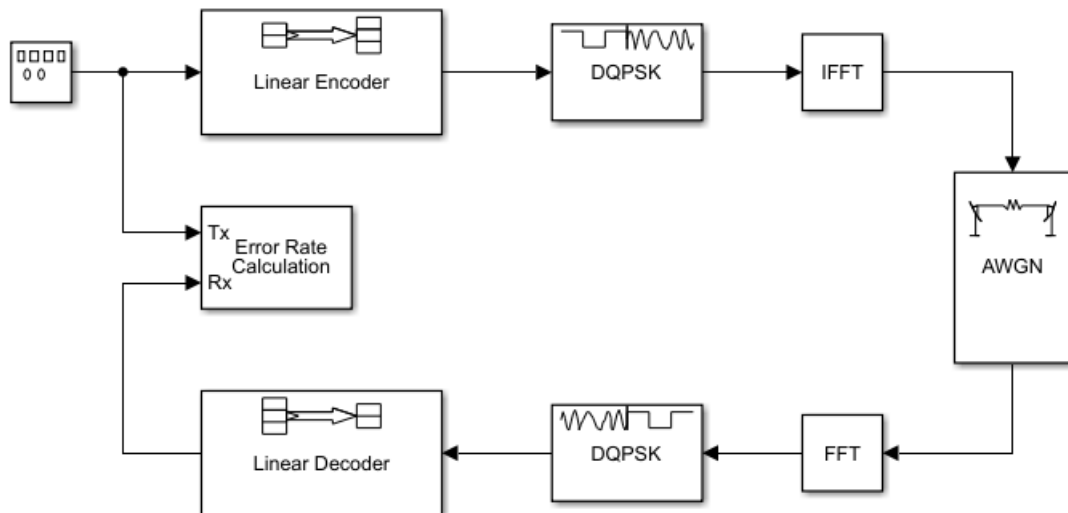 Linear Encoder
DQPSK
IFFT
Tx
Error Rate
Calculation
Rx
AWGN
Linear Decoder
DQPSK
FFT